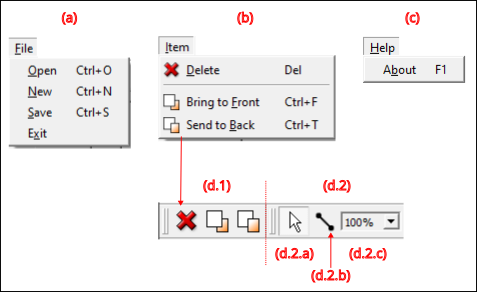 (a) (b) (c)
File Item Help
Open Ctrl+O
New Ctrl+N
Save Ctrl+S
Exit
Delete Del
Bring to Front Ctrl+F
Send to Back Ctrl+T
About F1
(d.1) (d.2)
100%
(d.2.a) (d.2.c)
(d.2.b)